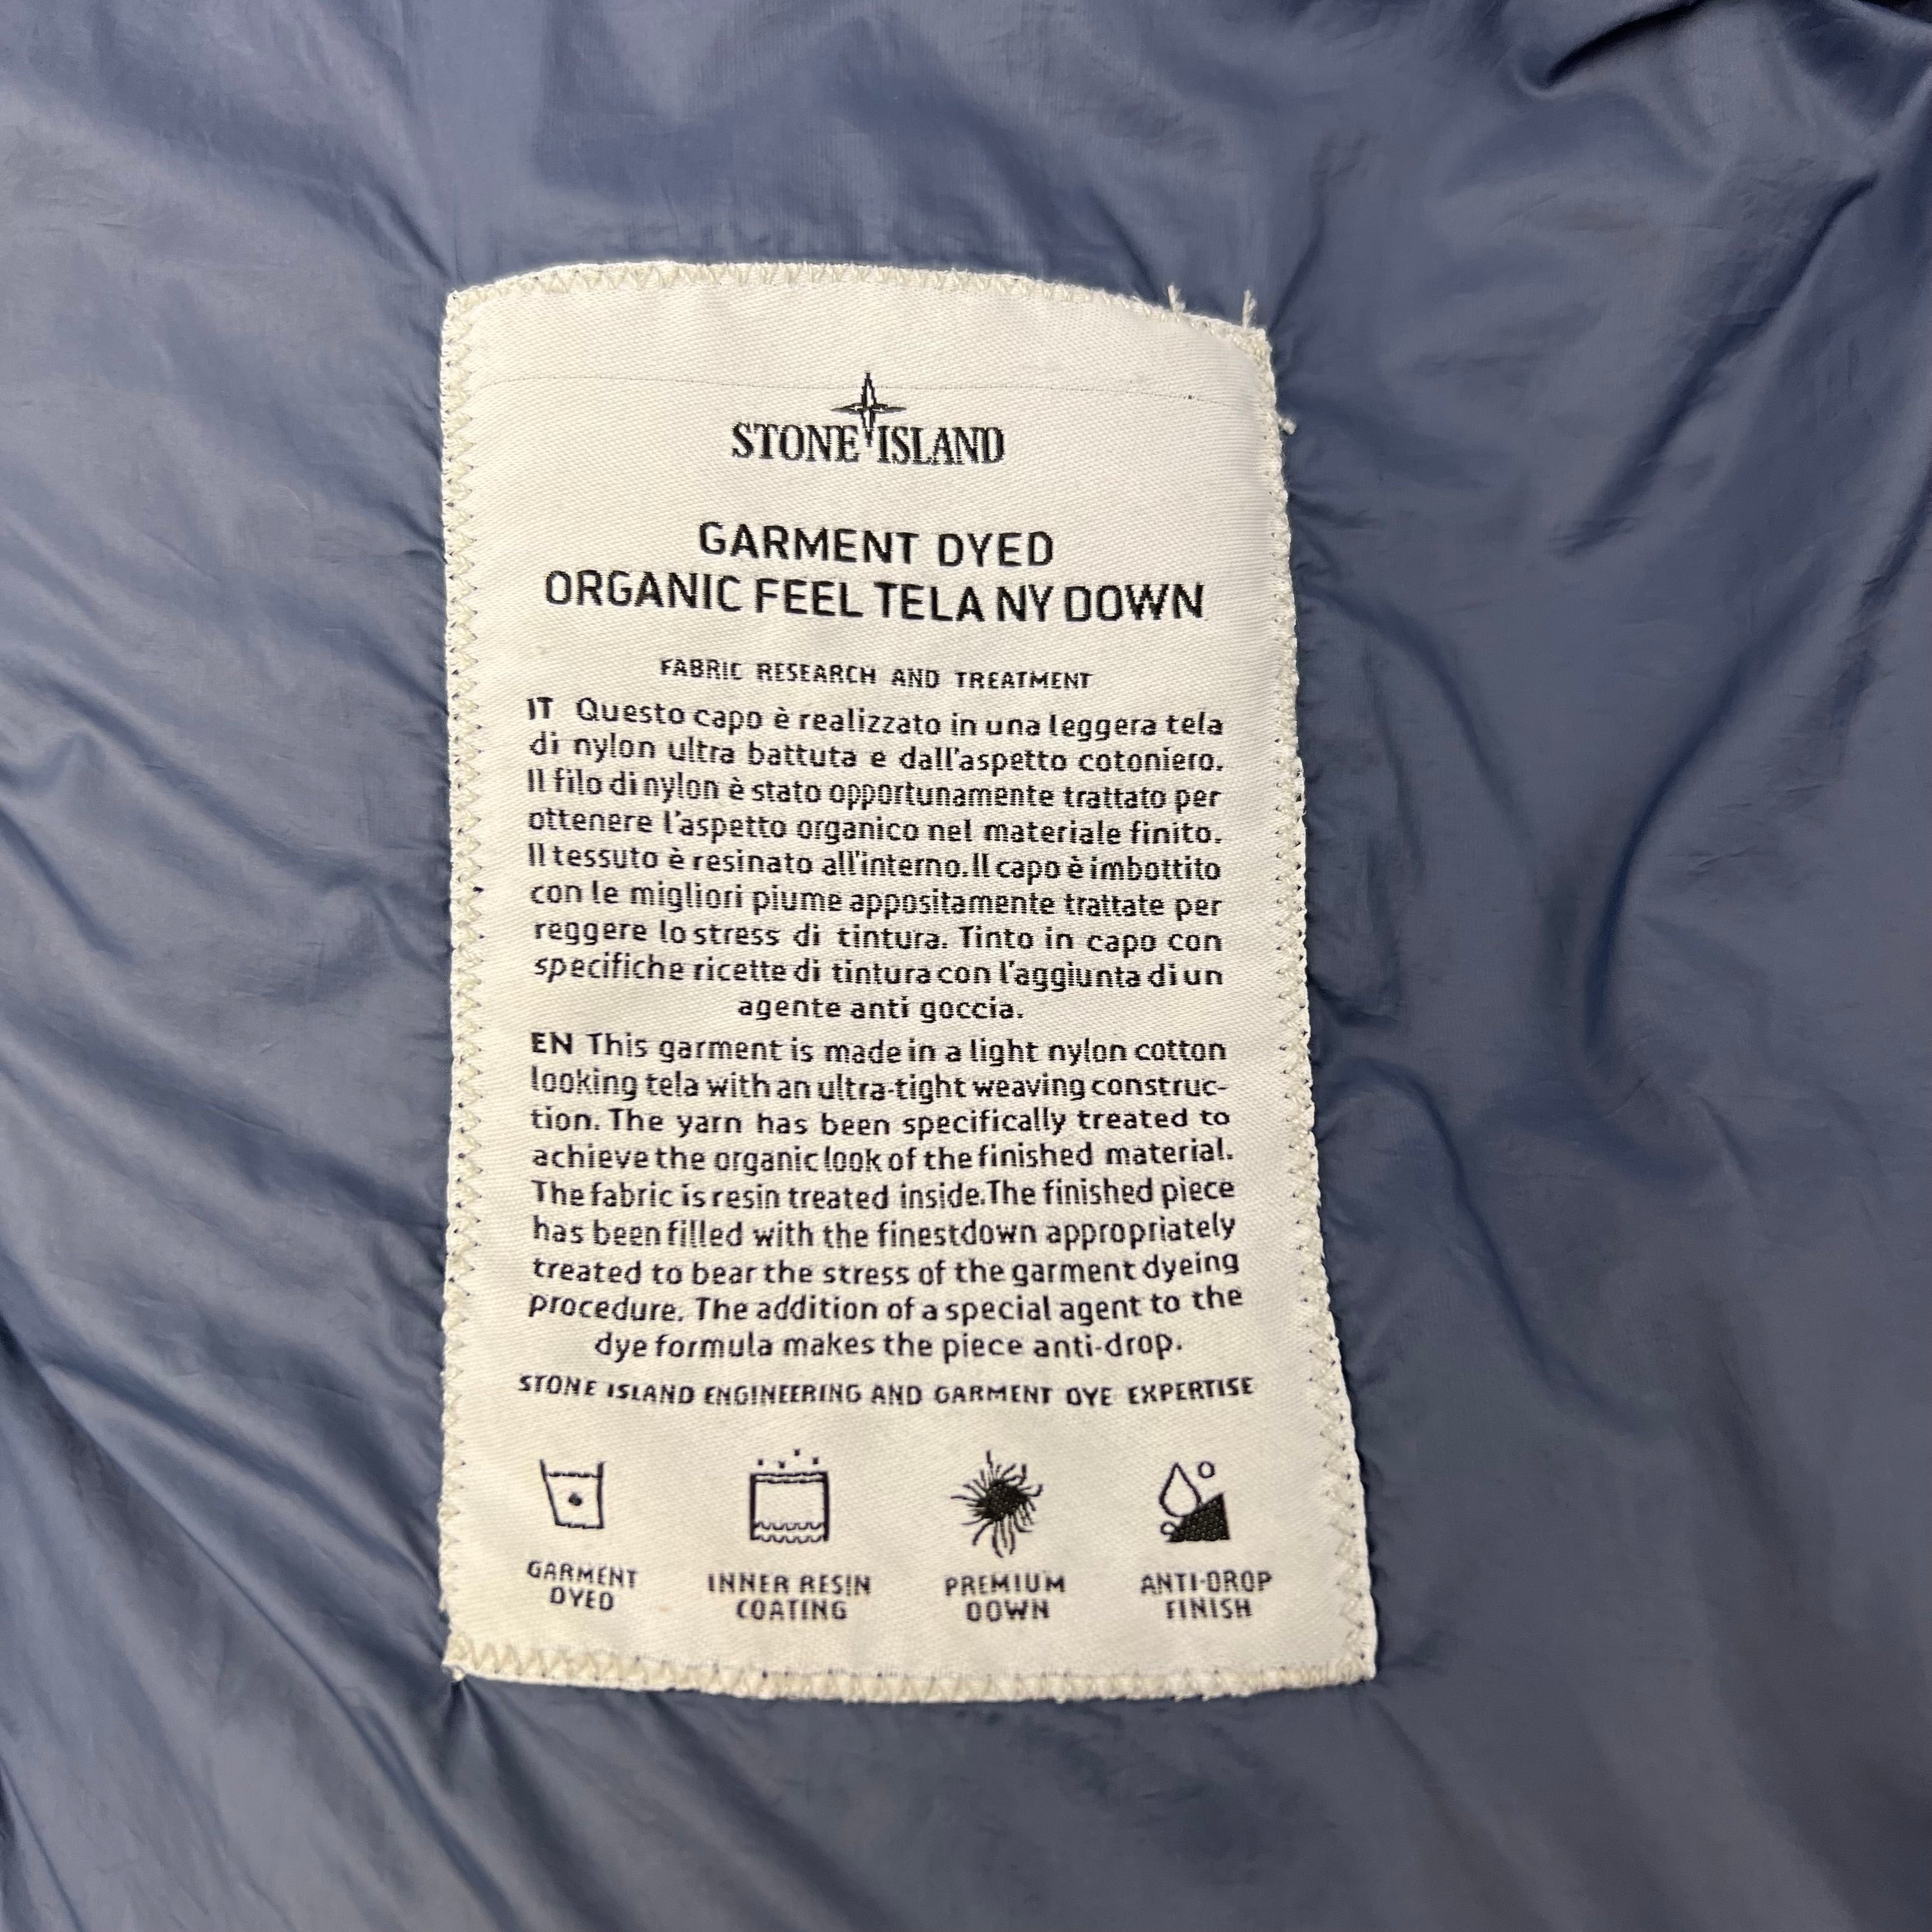 STONE ISLAND
GARMENT DYED
ORGANIC FEEL TELA NY DOWN
FABRIC RESEARCH AND TREATMENT
IT Questo capo è realizzato in una leggera tela
di nylon ultra battuta e dall'aspetto cotoniero.
Il filo di nylon è stato opportunamente trattato per
ottenere l'aspetto organico nel materiale finito.
Il tessuto è resinato all'interno. Il capo è imbottito
con le migliori piume appositamente trattate per
reggere lo stress di tintura. Tinto in capo con
specifiche ricette di tintura con l'aggiunta di un
agente anti goccia.
EN This garment is made in a light nylon cotton
looking tela with an ultra-tight weaving construc-
tion. The yarn has been specifically treated to
achieve the organic look of the finished material.
The fabric is resin treated inside. The finished piece
has been filled with the finest down appropriately
treated to bear the stress of the garment dyeing
procedure. The addition of a special agent to the
dye formula makes the piece anti-drop.
STONE ISLAND ENGINEERING AND GARMENT DYE EXPERTISE
GARMENT
DYED
INNER RESIN
COATING
PREMIUM
DOWN
ANTI-DROP
FINISH